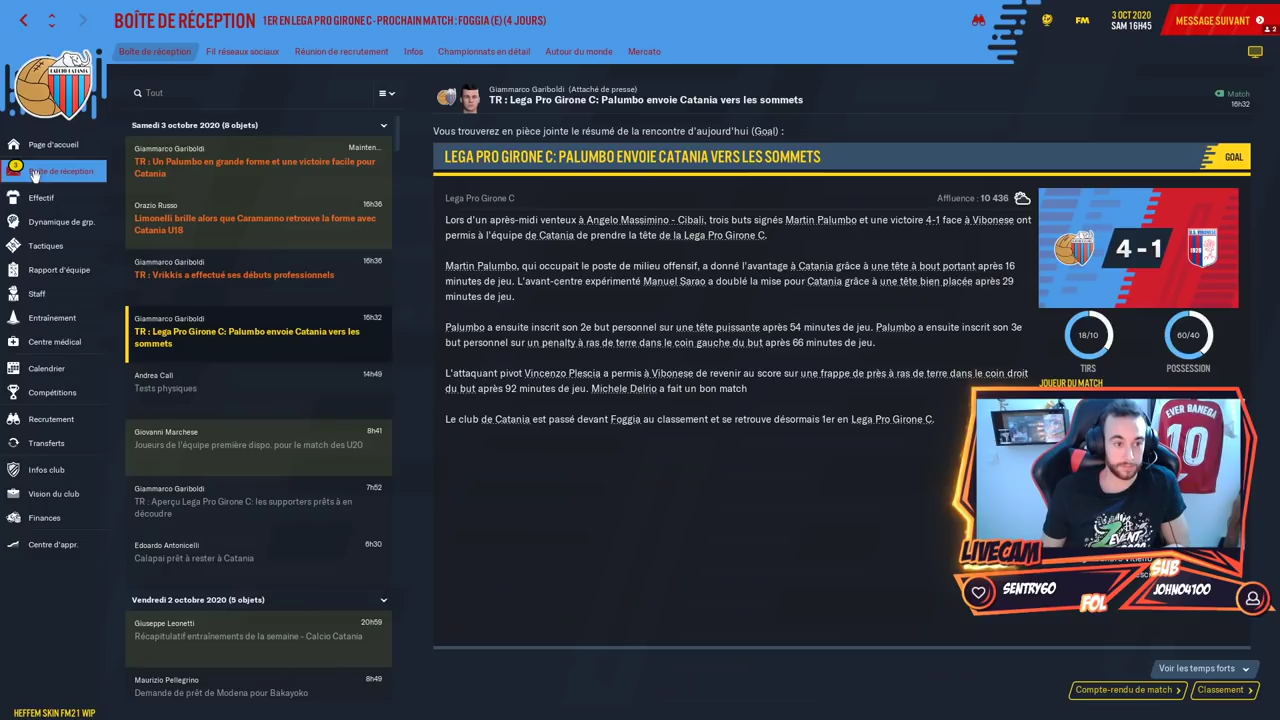 BOÎTE DE RÉCEPTION
1ER EN LEGA PRO GIRONE C - PROCHAIN MATCH : FOGGIA (E) (4 JOURS)
FM
3 OCT 2020
SAM 16H45
MESSAGE SUIVANT
2
Boîte de réception
Fil réseaux sociaux
Réunion de recrutement
Infos
Championnats en détail
Autour du monde
Mercato
Page d'accueil
3
Boîte de réception
Effectif
Dynamique de grp.
Tactiques
Rapport d'équipe
Staff
Entraînement
Centre médical
Calendrier
Compétitions
Recrutement
Transferts
Infos club
Vision du club
Finances
Centre d'appr.
HEFFEM SKIN FM21 WIP
Tout
Samedi 3 octobre 2020 (8 objets)
Giammarco Gariboldi
Mainten...
TR : Un Palumbo en grande forme et une victoire facile pour
Catania
Orazio Russo
16h36
Limonelli brille alors que Caramanno retrouve la forme avec
Catania U18
Giammarco Gariboldi
16h36
TR : Vrikkis a effectué ses débuts professionnels
Giammarco Gariboldi
16h32
TR : Lega Pro Girone C: Palumbo envoie Catania vers les
sommets
Andrea Calì
14h49
Tests physiques
Giovanni Marchese
8h41
Joueurs de l'équipe première dispo. pour le match des U20
Giammarco Gariboldi
7h52
TR : Aperçu Lega Pro Girone C: les supporters prêts à en
découdre
Edoardo Antonicelli
6h30
Calapai prêt à rester à Catania
Vendredi 2 octobre 2020 (5 objets)
Giuseppe Leonetti
20h59
Récapitulatif entraînements de la semaine - Calcio Catania
Maurizio Pellegrino
8h49
Demande de prêt de Modena pour Bakayoko
Giammarco Gariboldi (Attaché de presse)
TR : Lega Pro Girone C: Palumbo envoie Catania vers les sommets
Match
16h32
Vous trouverez en pièce jointe le résumé de la rencontre d'aujourd'hui (Goal) :
LEGA PRO GIRONE C: PALUMBO ENVOIE CATANIA VERS LES SOMMETS
GOAL
Lega Pro Girone C
Affluence : 10 436
Lors d'un après-midi venteux à Angelo Massimino - Cibali, trois buts signés Martin Palumbo et une victoire 4-1 face à Vibonese ont
permis à l'équipe de Catania de prendre la tête de la Lega Pro Girone C.
Martin Palumbo, qui occupait le poste de milieu offensif, a donné l'avantage à Catania grâce à une tête à bout portant après 16
minutes de jeu. L'avant-centre expérimenté Manuel Sarao a doublé la mise pour Catania grâce à une tête bien placée après 29
minutes de jeu.
Palumbo a ensuite inscrit son 2e but personnel sur une tête puissante après 54 minutes de jeu. Palumbo a ensuite inscrit son 3e
but personnel sur un penalty à ras de terre dans le coin gauche du but après 66 minutes de jeu.
L'attaquant pivot Vincenzo Plescia a permis à Vibonese de revenir au score sur une frappe de près à ras de terre dans le coin droit
du but après 92 minutes de jeu. Michele Delrio a fait un bon match
Le club de Catania est passé devant Foggia au classement et se retrouve désormais 1er en Lega Pro Girone C.
4 - 1
18/10
TIRS
60/40
POSSESSION
JOUEUR DU MATCH
EVER BANEGA
10
Z EVENT
LIVECAM
SENTRY60
FOL
SUB
JOHNO4100
Voir les temps forts
Compte-rendu de match
Classement